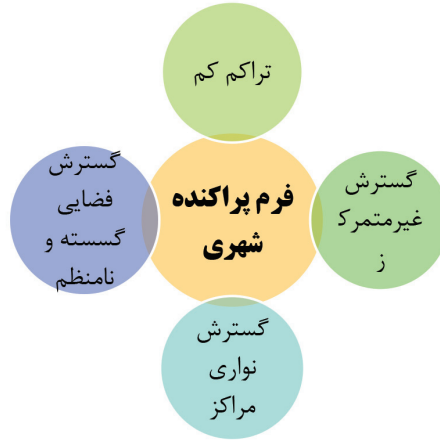 تراکم کم
گسترش
غیرمتمرک
ز
فرم پراکنده
شهری
گسترش
فضایی
گسسته و
نامنظم
گسترش
نواری
مراکز